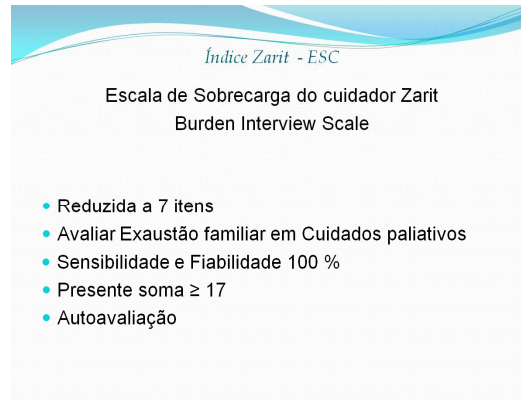 Índice Zarit - ESC
Escala de Sobrecarga do cuidador Zarit
Burden Interview Scale
• Reduzida a 7 itens
• Avaliar Exaustão familiar em Cuidados paliativos
• Sensibilidade e Fiabilidade 100 %
• Presente soma ≥ 17
• Autoavaliação